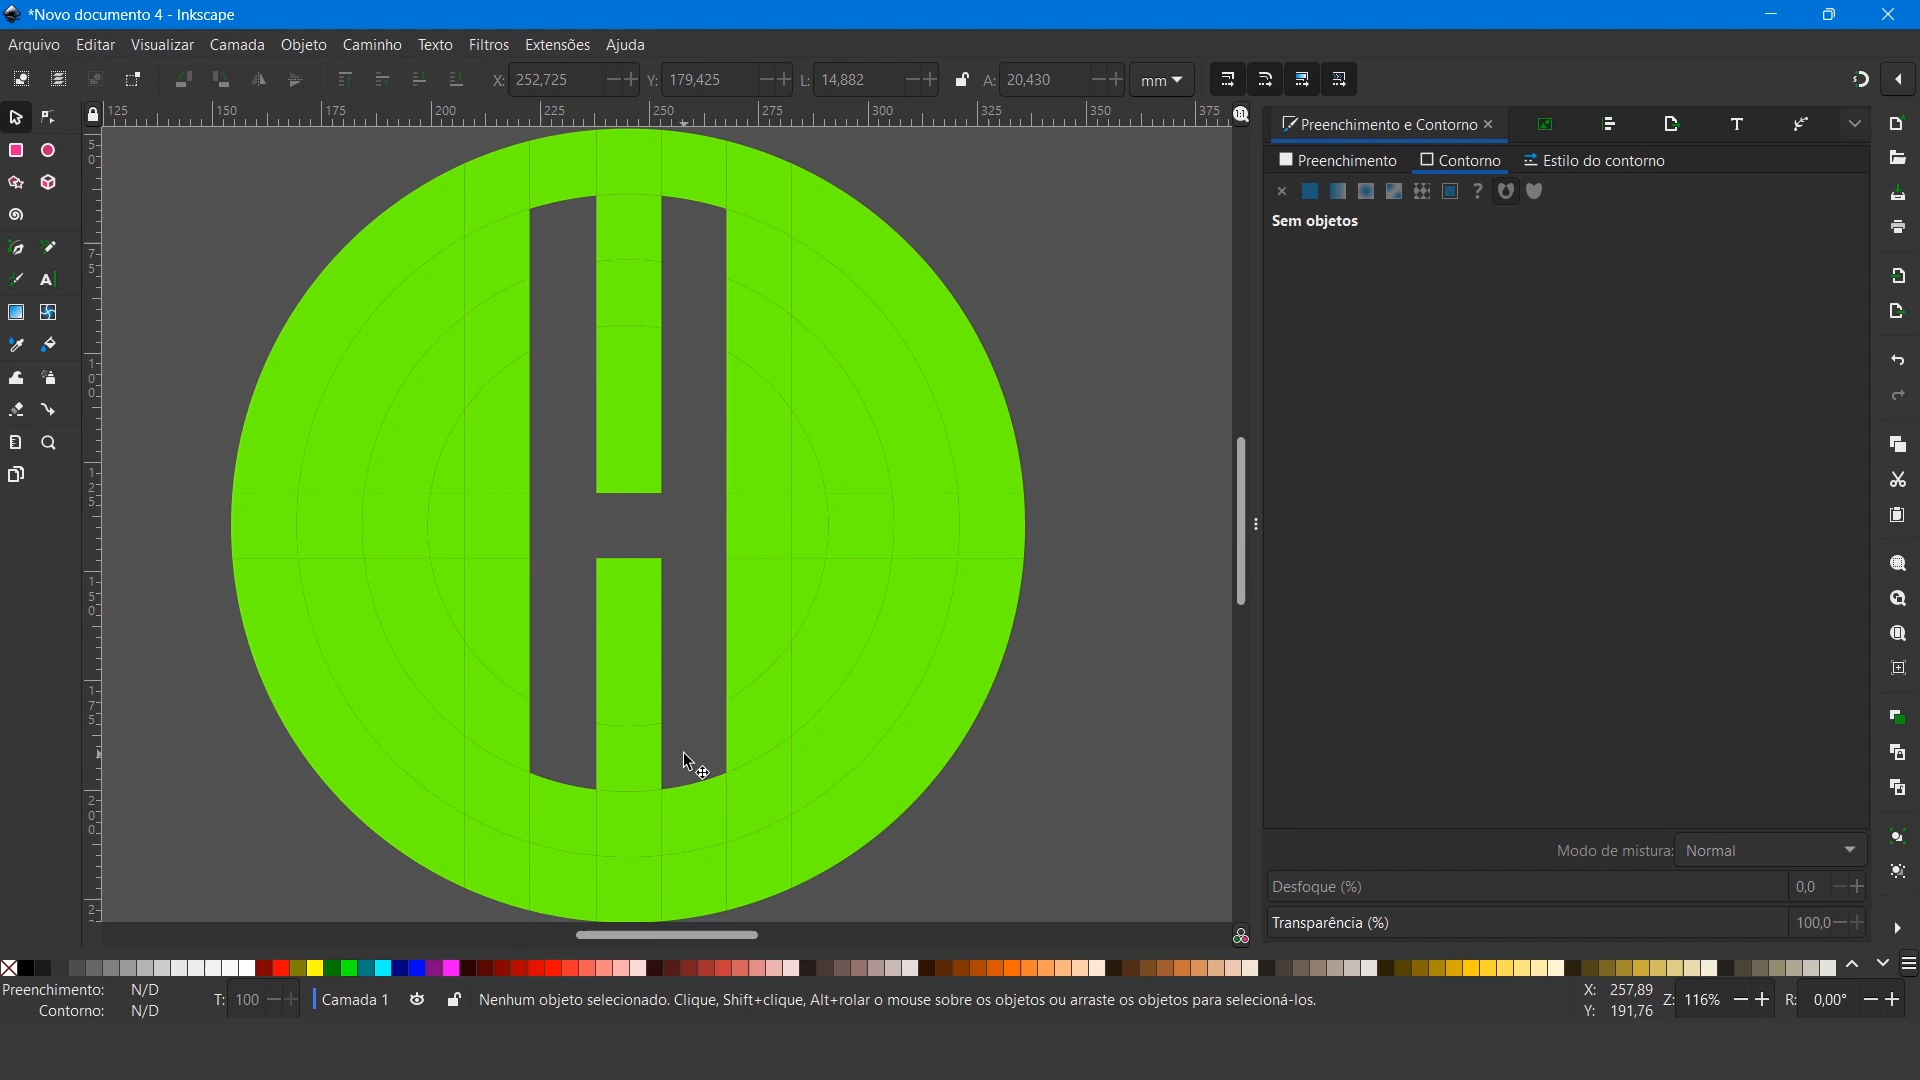 *Novo documento 4 - Inkscape
Arquivo Editar Visualizar Camada Objeto Caminho Texto Filtros Extensões Ajuda
X: 252,725 Y: 179,425 L: 14,882 A: 20,430 mm
125 150 175 200 225 250 275 300 325 350 375
Preenchimento e Contorno
Preenchimento Contorno Estilo do contorno
Sem objetos
Modo de mistura: Normal
Desfoque (%) 0,0
Transparência (%) 100,0
Preenchimento: N/D
Contorno: N/D
T: 100
Camada 1
Nenhum objeto selecionado. Clique, Shift+clique, Alt+rolar o mouse sobre os objetos ou arraste os objetos para selecioná-los.
X: 257,89
Y: 191,76
Z: 116%
R: 0,00°